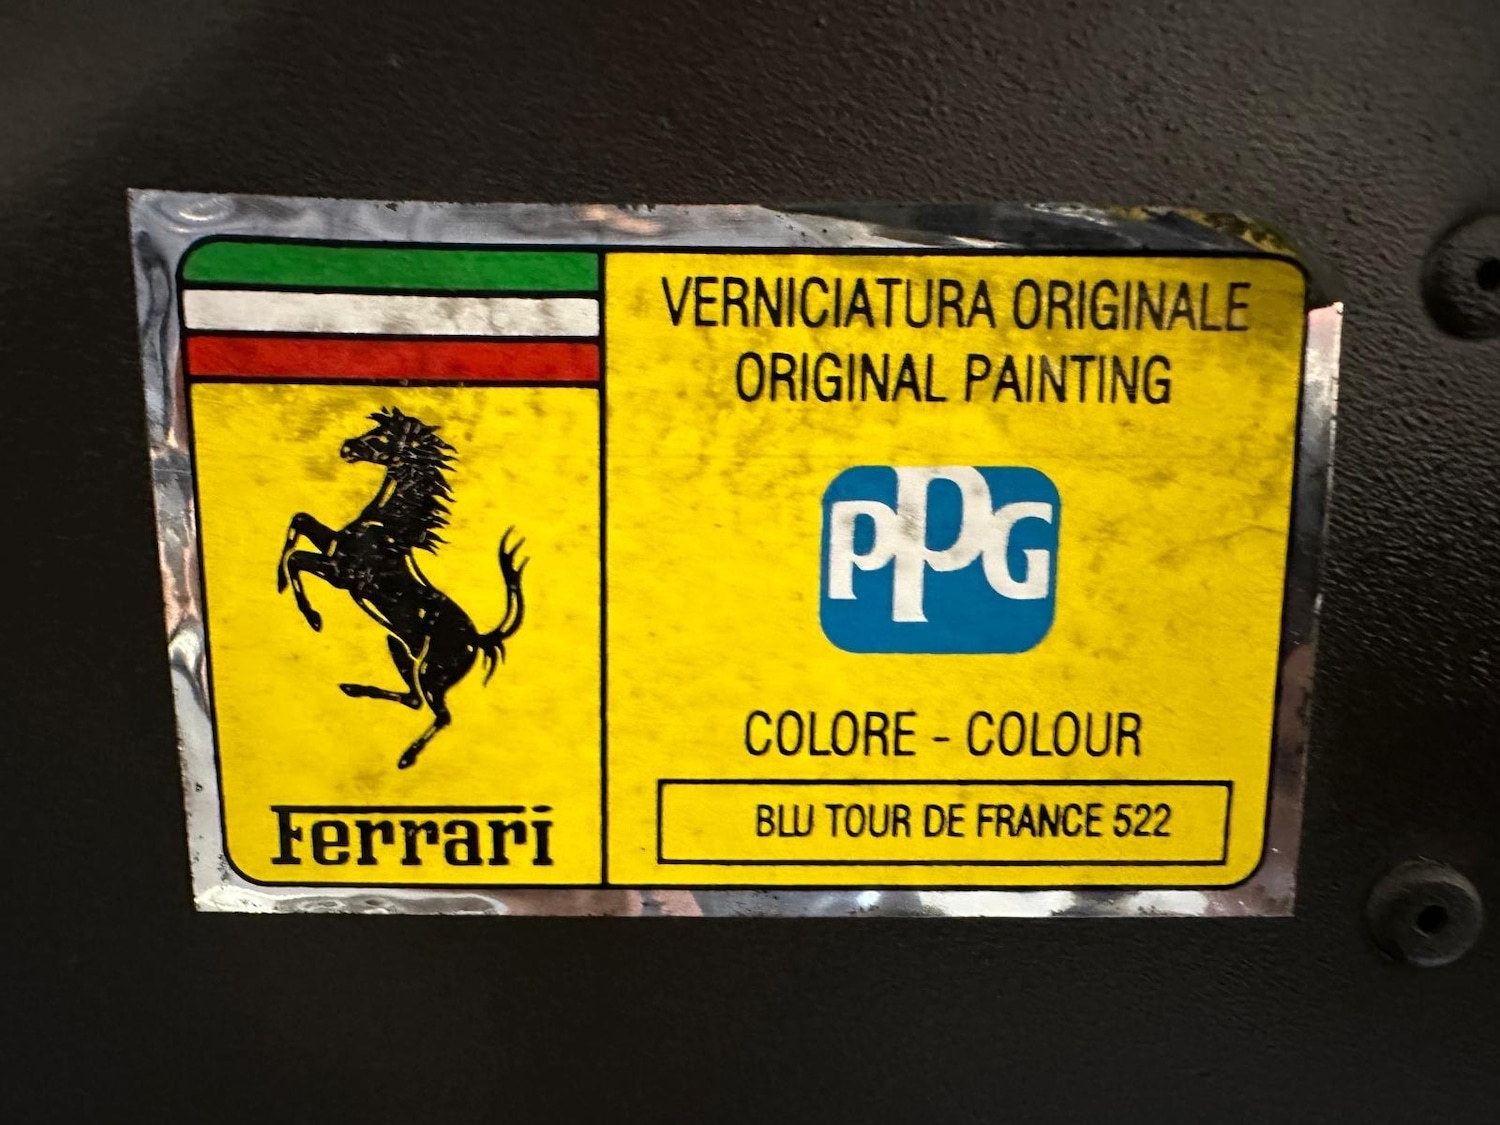 VERNICIATURA ORIGINALE
ORIGINAL PAINTING
PPG
COLORE - COLOUR
BLU TOUR DE FRANCE 522
Ferrari